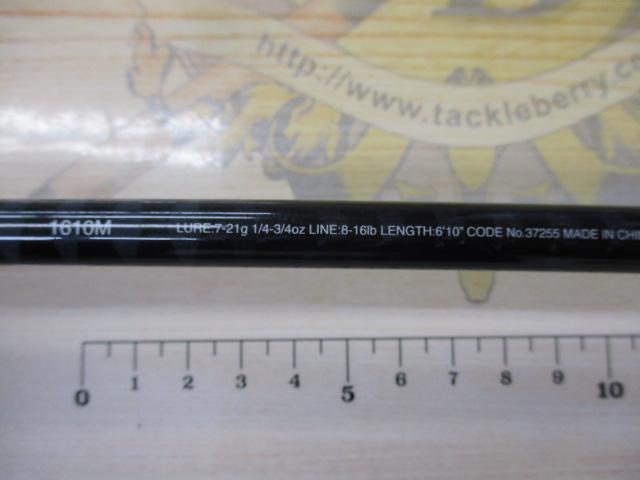 http://www.tackleberry.co
1610M LURE:7-21g 1/4-3/4oz LINE:8-16lb LENGTH:6'10" CODE No.37255 MADE IN CHI
0 1 2 3 4 5 6 7 8 9 10